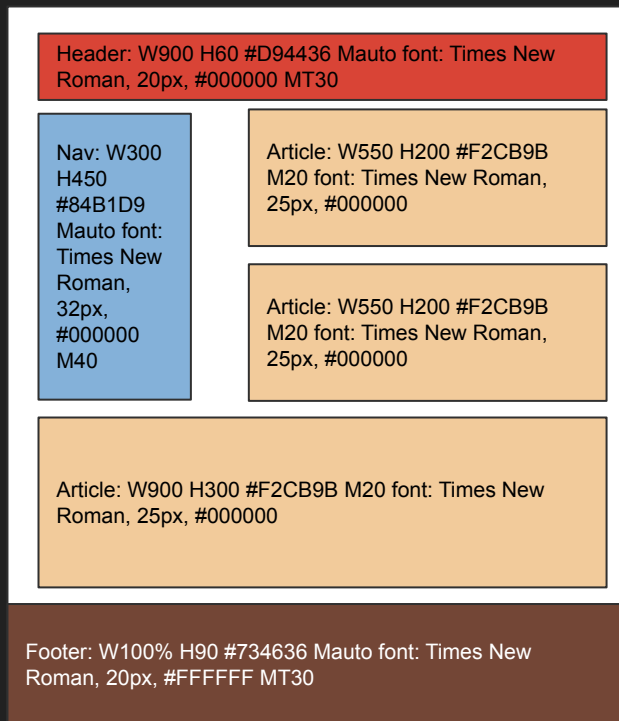 Header: W900 H60 #D94436 Mauto font: Times New
Roman, 20px, #000000 MT30
Nav: W300
H450
#84B1D9
Mauto font:
Times New
Roman,
32px,
#000000
M40
Article: W550 H200 #F2CB9B
M20 font: Times New Roman,
25px, #000000
Article: W550 H200 #F2CB9B
M20 font: Times New Roman,
25px, #000000
Article: W900 H300 #F2CB9B M20 font: Times New
Roman, 25px, #000000
Footer: W100% H90 #734636 Mauto font: Times New
Roman, 20px, #FFFFFF MT30